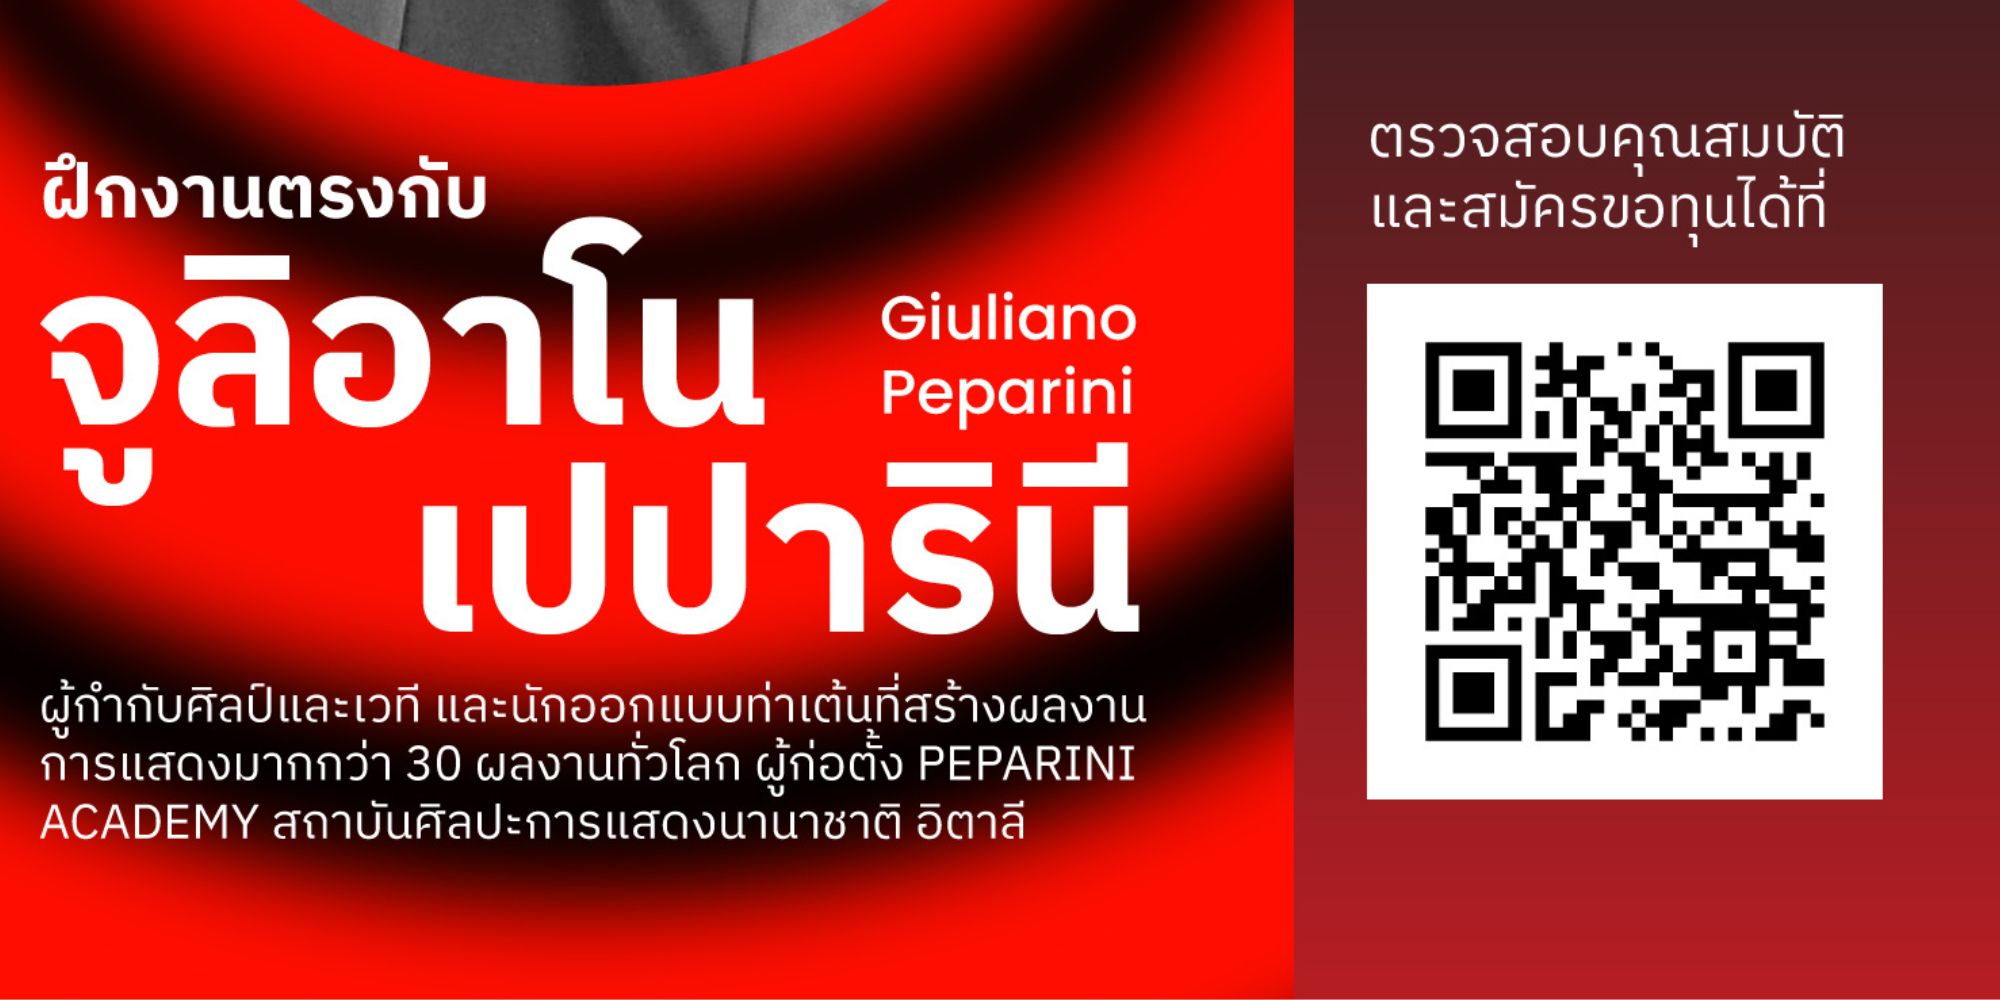 ฝึกงานตรงกับ
จูลิอาโน
Giuliano
Peparini
เปปารินี
ผู้กำกับศิลป์และเวที และนักออกแบบท่าเต้นที่สร้างผลงาน
การแสดงมากกว่า 30 ผลงานทั่วโลก ผู้ก่อตั้ง PEPARINI
ACADEMY สถาบันศิลปะการแสดงนานาชาติ อิตาลี
ตรวจสอบคุณสมบัติ
และสมัครขอทุนได้ที่